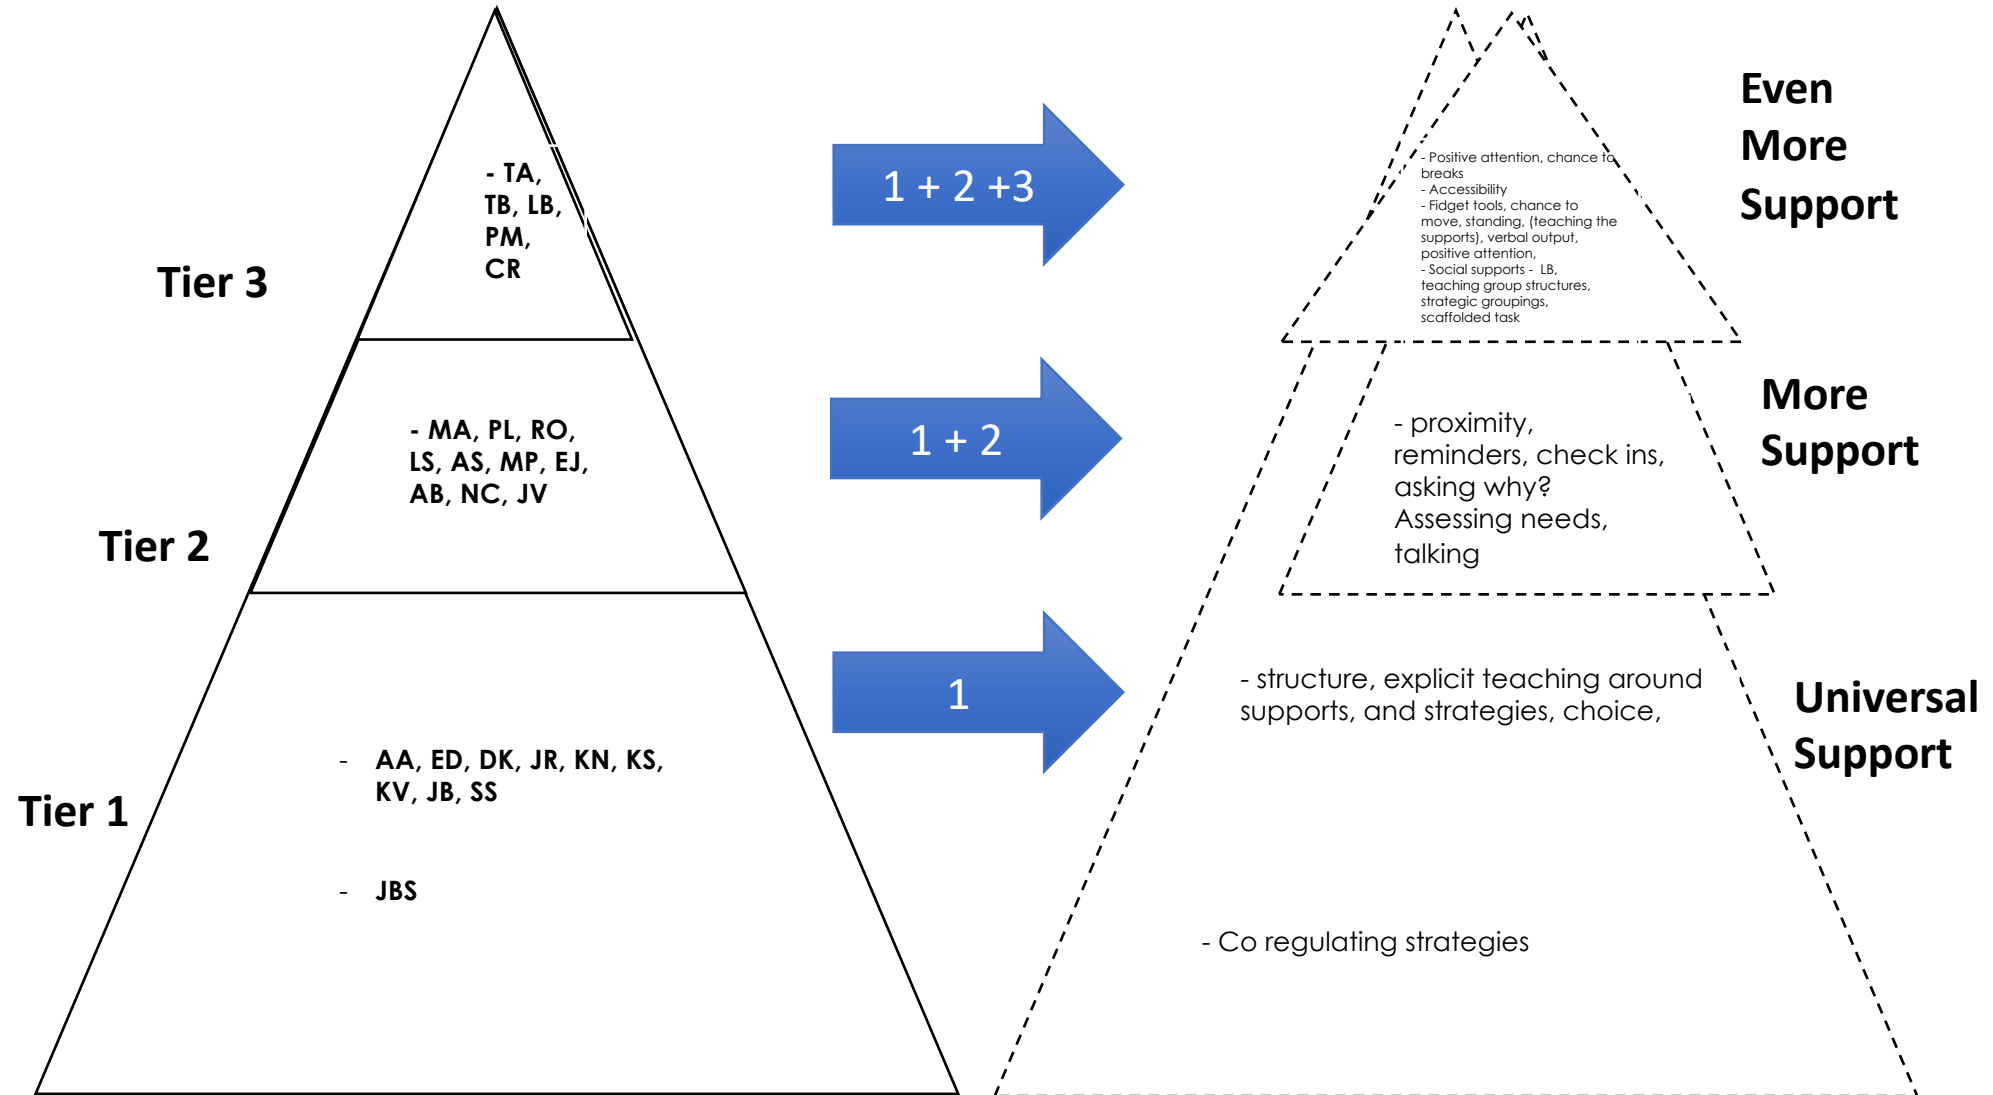 Tier 3
- TA,
TB, LB,
PM,
CR
1 + 2 +3
- Positive attention, chance to
breaks
- Accessibility
- Fidget tools, chance to
move, standing, (teaching the
supports), verbal output,
positive attention,
- Social supports - LB,
teaching group structures,
strategic groupings,
scaffolded task
Even
More
Support
Tier 2
- MA, PL, RO,
LS, AS, MP, EJ,
AB, NC, JV
1 + 2
- proximity,
reminders, check ins,
asking why?
Assessing needs,
talking
More
Support
Tier 1
- AA, ED, DK, JR, KN, KS,
KV, JB, SS
- JBS
1
- structure, explicit teaching around
supports, and strategies, choice,
- Co regulating strategies
Universal
Support